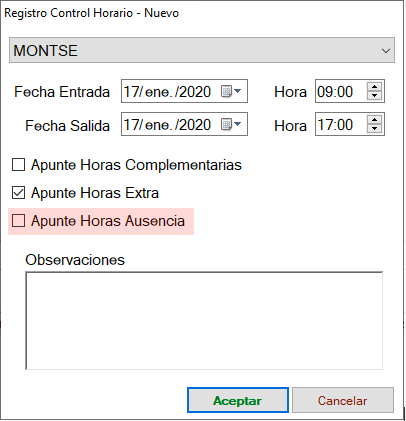 Registro Control Horario - Nuevo
MONTSE
Fecha Entrada 17/ ene. /2020 Hora 09:00
Fecha Salida 17/ ene. /2020 Hora 17:00
Apunte Horas Complementarias
Apunte Horas Extra
Apunte Horas Ausencia
Observaciones
Aceptar Cancelar